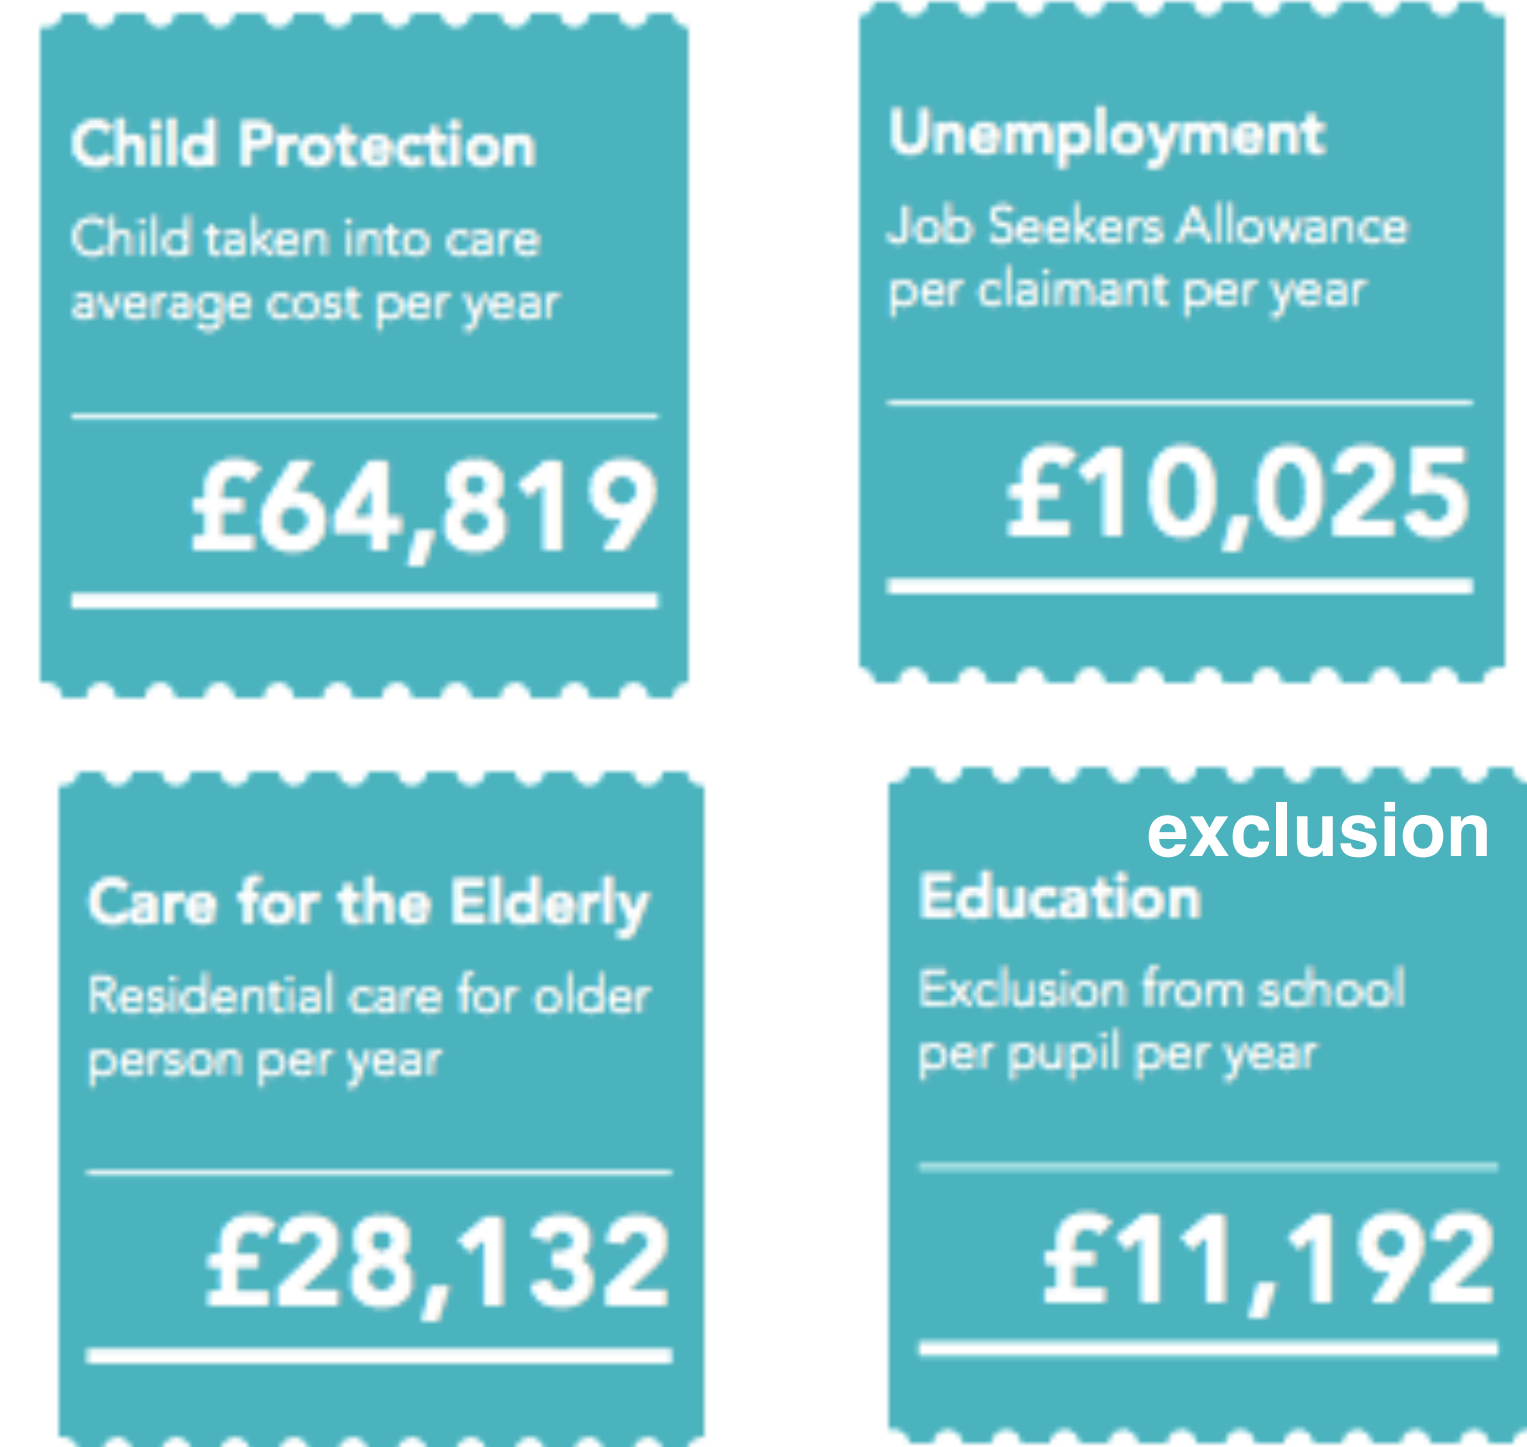 Child Protection
Child taken into care
average cost per year
£64,819
Unemployment
Job Seekers Allowance
per claimant per year
£10,025
Care for the Elderly
Residential care for older
person per year
£28,132
exclusion
Education
Exclusion from school
per pupil per year
£11,192